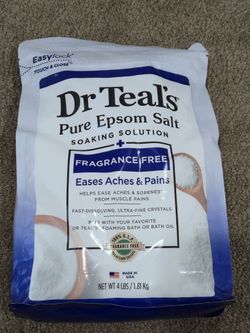 Easylock
TOUCH & CLOSE
Dr Teal's
Pure Epsom Salt
SOAKING SOLUTION
FRAGRANCE FREE
Eases Aches & Pains
HELPS EASE ACHES & SORENESS
FROM MUSCLE PAINS
FAST-DISSOLVING, ULTRA-FINE CRYSTALS
PAIR WITH YOUR FAVORITE
DR TEAL'S FOAMING BATH OR BATH OIL
FRAGRANCE FREE
MADE IN
USA
NET WT 4 LBS / 1.81 KG